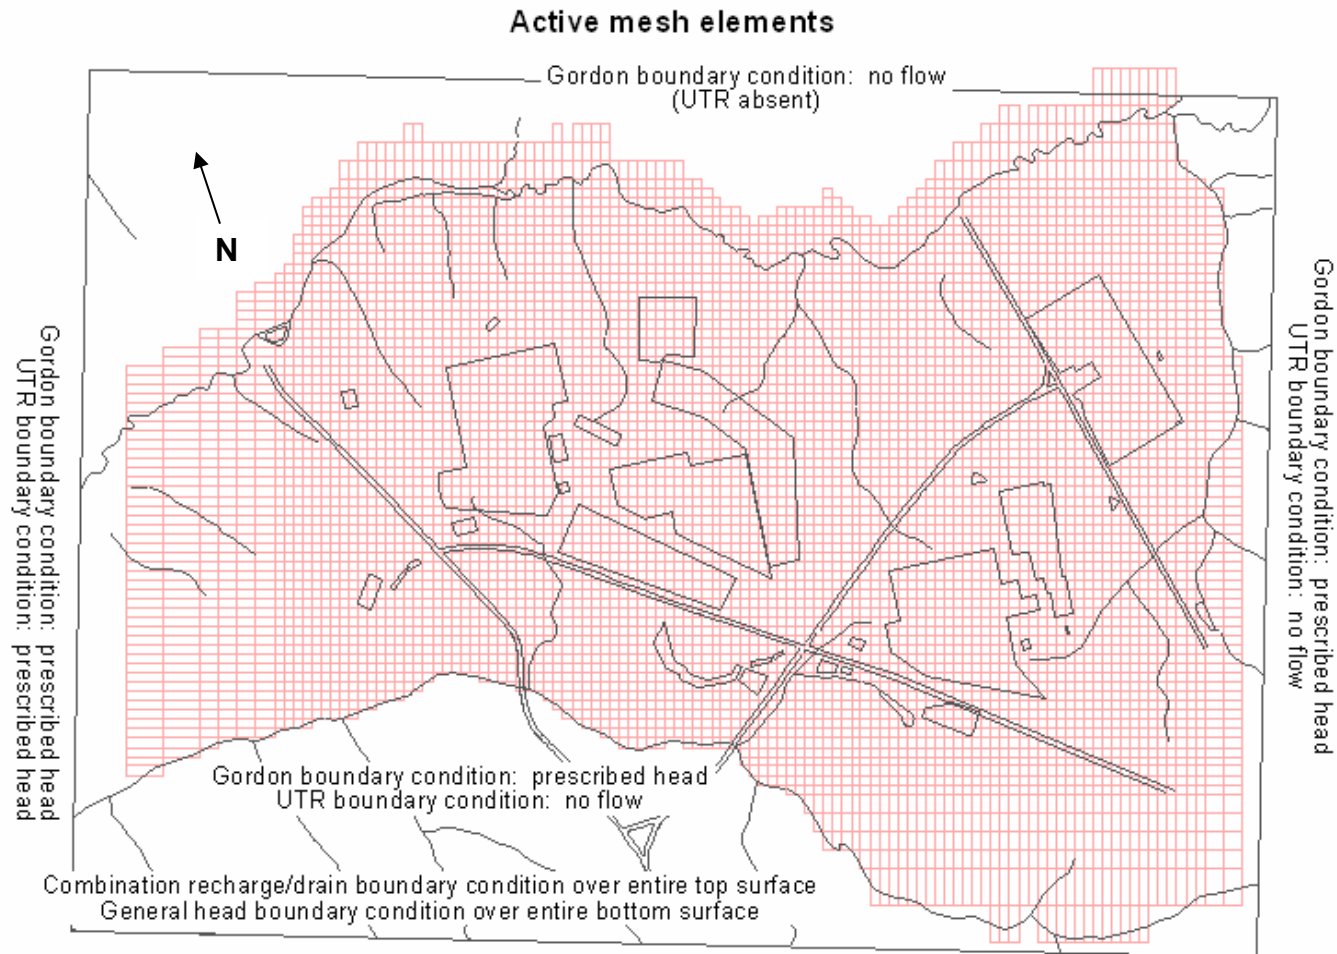 Active mesh elements
Gordon boundary condition: no flow
(UTR absent)
N
Gordon boundary condition: prescribed head
UTR boundary condition: prescribed head
Gordon boundary condition: prescribed head
UTR boundary condition: no flow
Gordon boundary condition: prescribed head
UTR boundary condition: no flow
Combination recharge/drain boundary condition over entire top surface
General head boundary condition over entire bottom surface